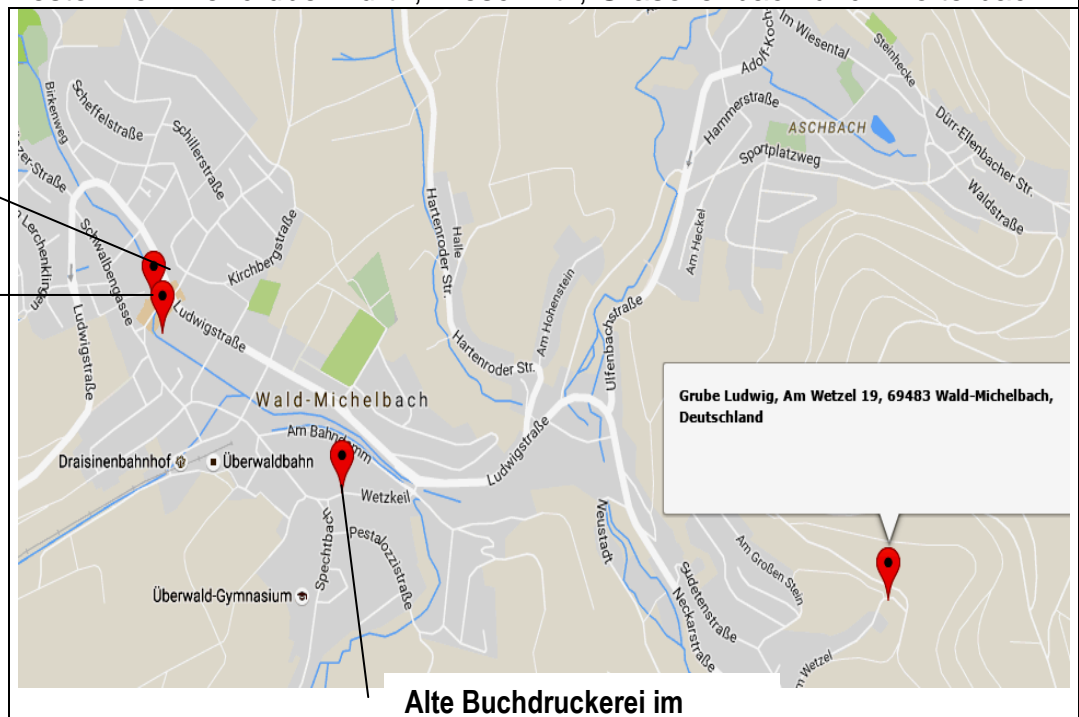 Birkenweg
Scheffelstraße
Schillerstraße
Kirchbergstraße
Schwalbengasse
Ludwigstraße
Ludwigstraße
Wald-Michelbach
Am Bahndamm
Draisinenbahnhof
Überwaldbahn
Wetzkeil
Spechtbach
Pestalozzistraße
Überwald-Gymnasium
Hartenroder Str.
Halle
Hartenroder Str.
Am Hohenstein
Ludwigstraße
Ulfenbachstraße
Am Heckel
Im Wiesental
Steinhecke
Adolf-Koch
Hammerstraße
ASCHBACH
Sportplatzweg
Dürr-Ellenbacher Str.
Waldstraße
Grube Ludwig, Am Wetzel 19, 69483 Wald-Michelbach,
Deutschland
Neustadt
Am Großen Stein
Sudetenstraße
Neckarstraße
Wetzel
Alte Buchdruckerei im